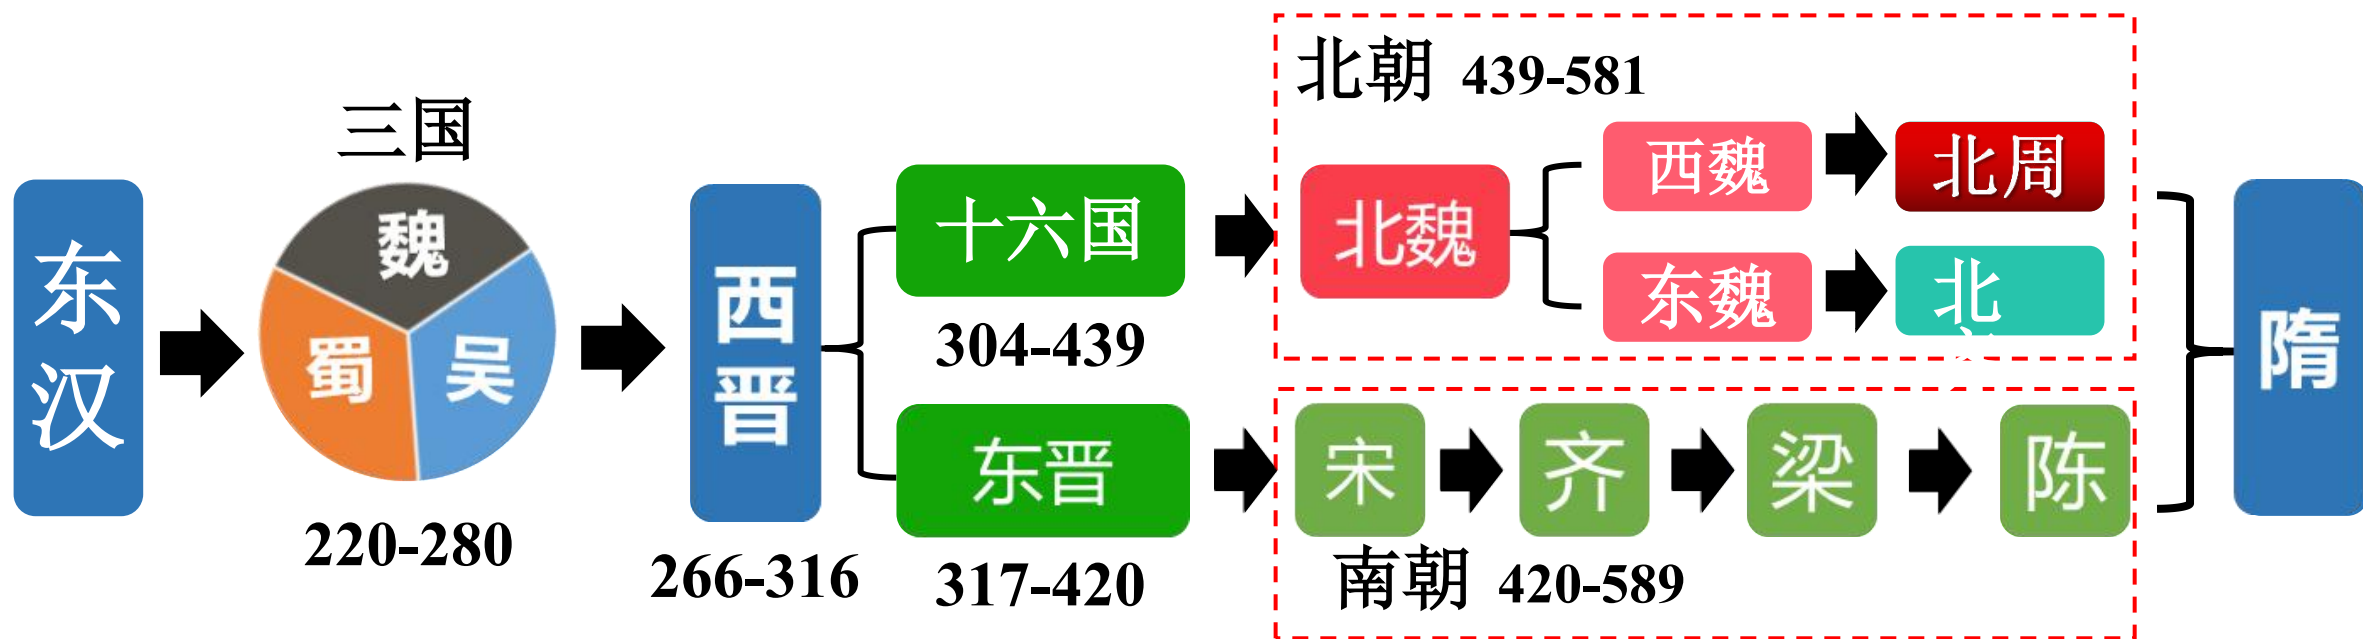 东汉
三国
魏
蜀
吴
220-280
西晋
266-316
十六国
304-439
东晋
317-420
北朝 439-581
北魏
西魏
北周
东魏
北
宋
齐
梁
陈
南朝 420-589
隋